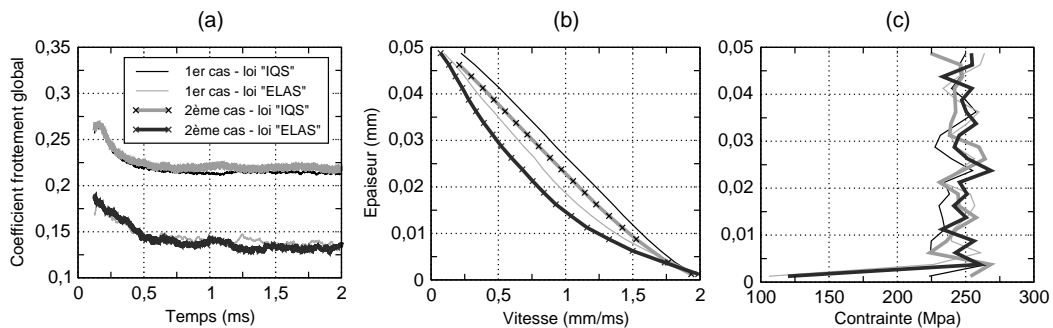 (a)
Coefficient frottement global
0,35
0,3
0,25
0,2
0,15
0,1
0
0,5
1
1,5
2
Temps (ms)
1er cas - loi "IQS"
1er cas - loi "ELAS"
2ème cas - loi "IQS"
2ème cas - loi "ELAS"
(b)
Epaiseur (mm)
0,05
0,04
0,03
0,02
0,01
0
0
0,5
1
1,5
2
Vitesse (mm/ms)
(c)
0,05
0,04
0,03
0,02
0,01
0
100
150
200
250
300
Contrainte (Mpa)